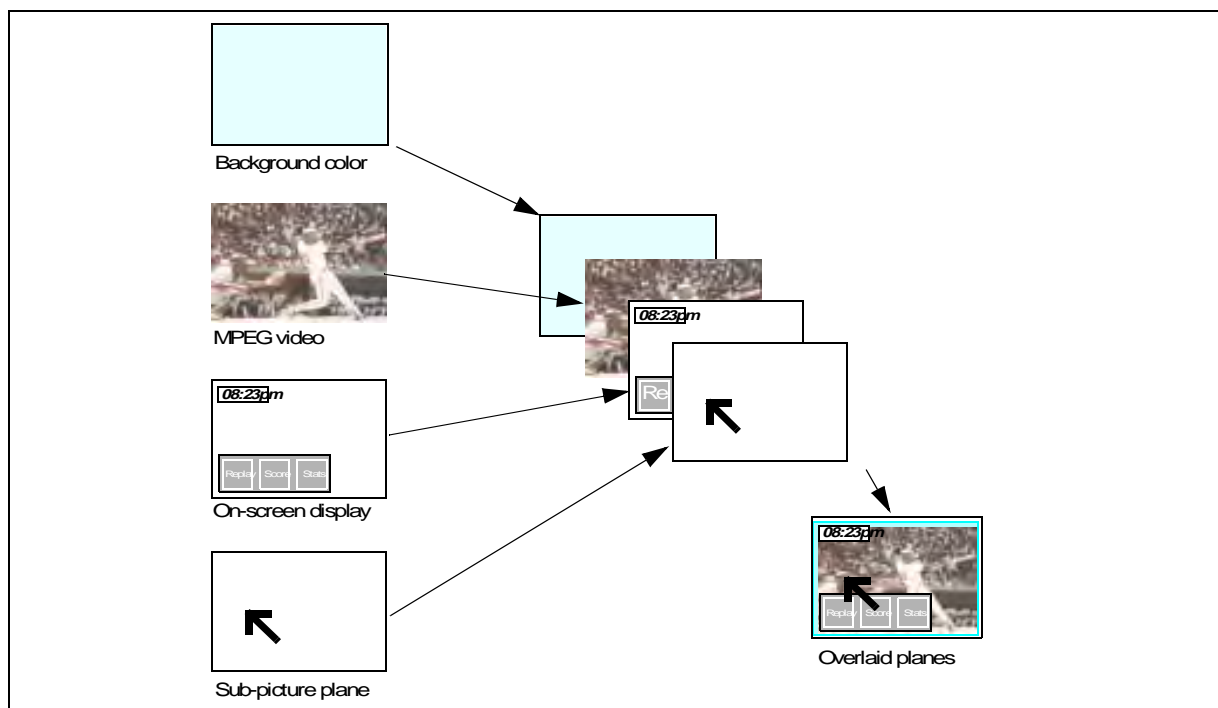 Background color
MPEG video
08:23pm
Replay Score Stats
On-screen display
Sub-picture plane
08:23pm
Re
08:23pm
Replay Score Stats
Overlaid planes